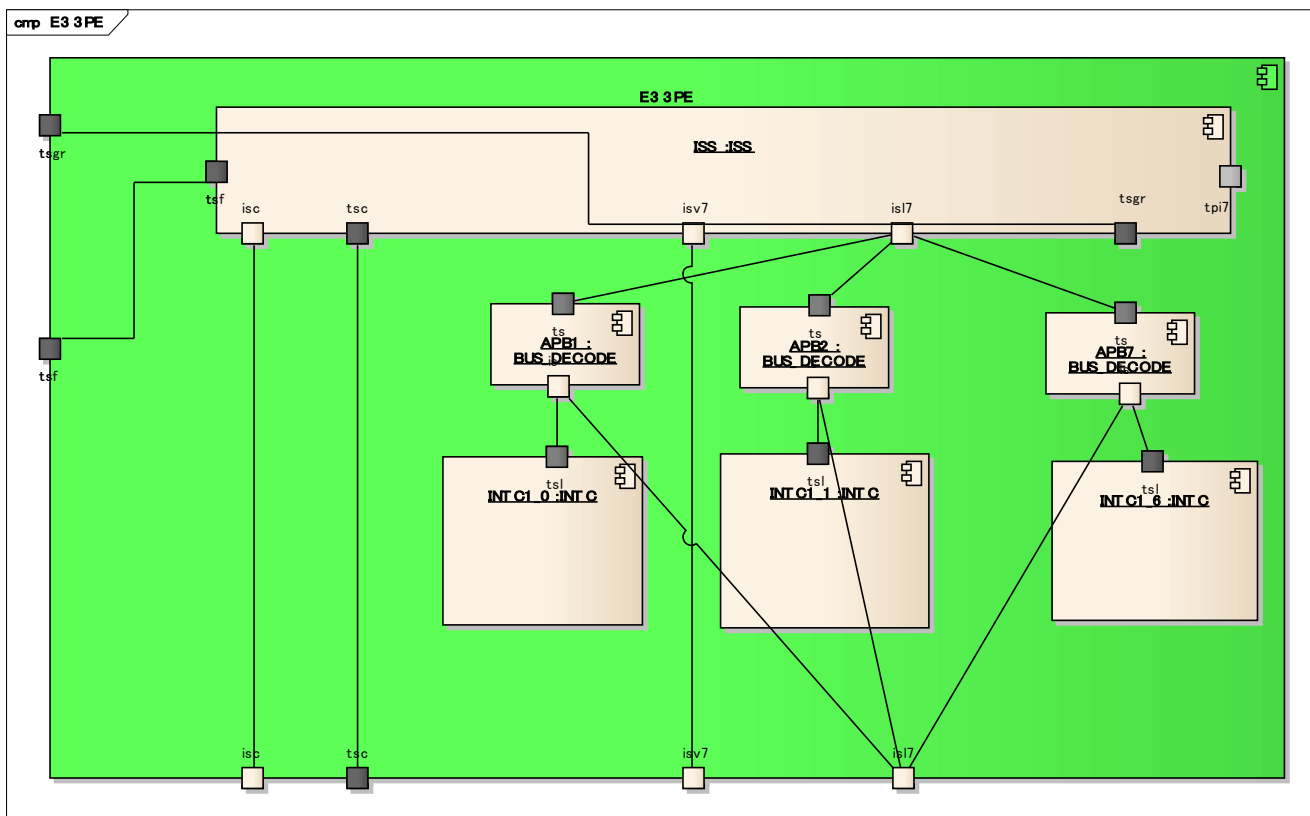 cmp E3 3PE
E3 3PE
ISS :ISS
tsgr
tsf
isc
tsc
isv7
isl7
tsgr
tpi7
ts
APB1 :
BUS_DECODE
is
ts
APB2 :
BUS_DECODE
ts
APB7 :
BUS_DECODE
tsf
tsl
INTC1_0 :INTC
tsl
INTC1_1 :INTC
tsl
INTC1_6 :INTC
isc
tsc
isv7
isl7